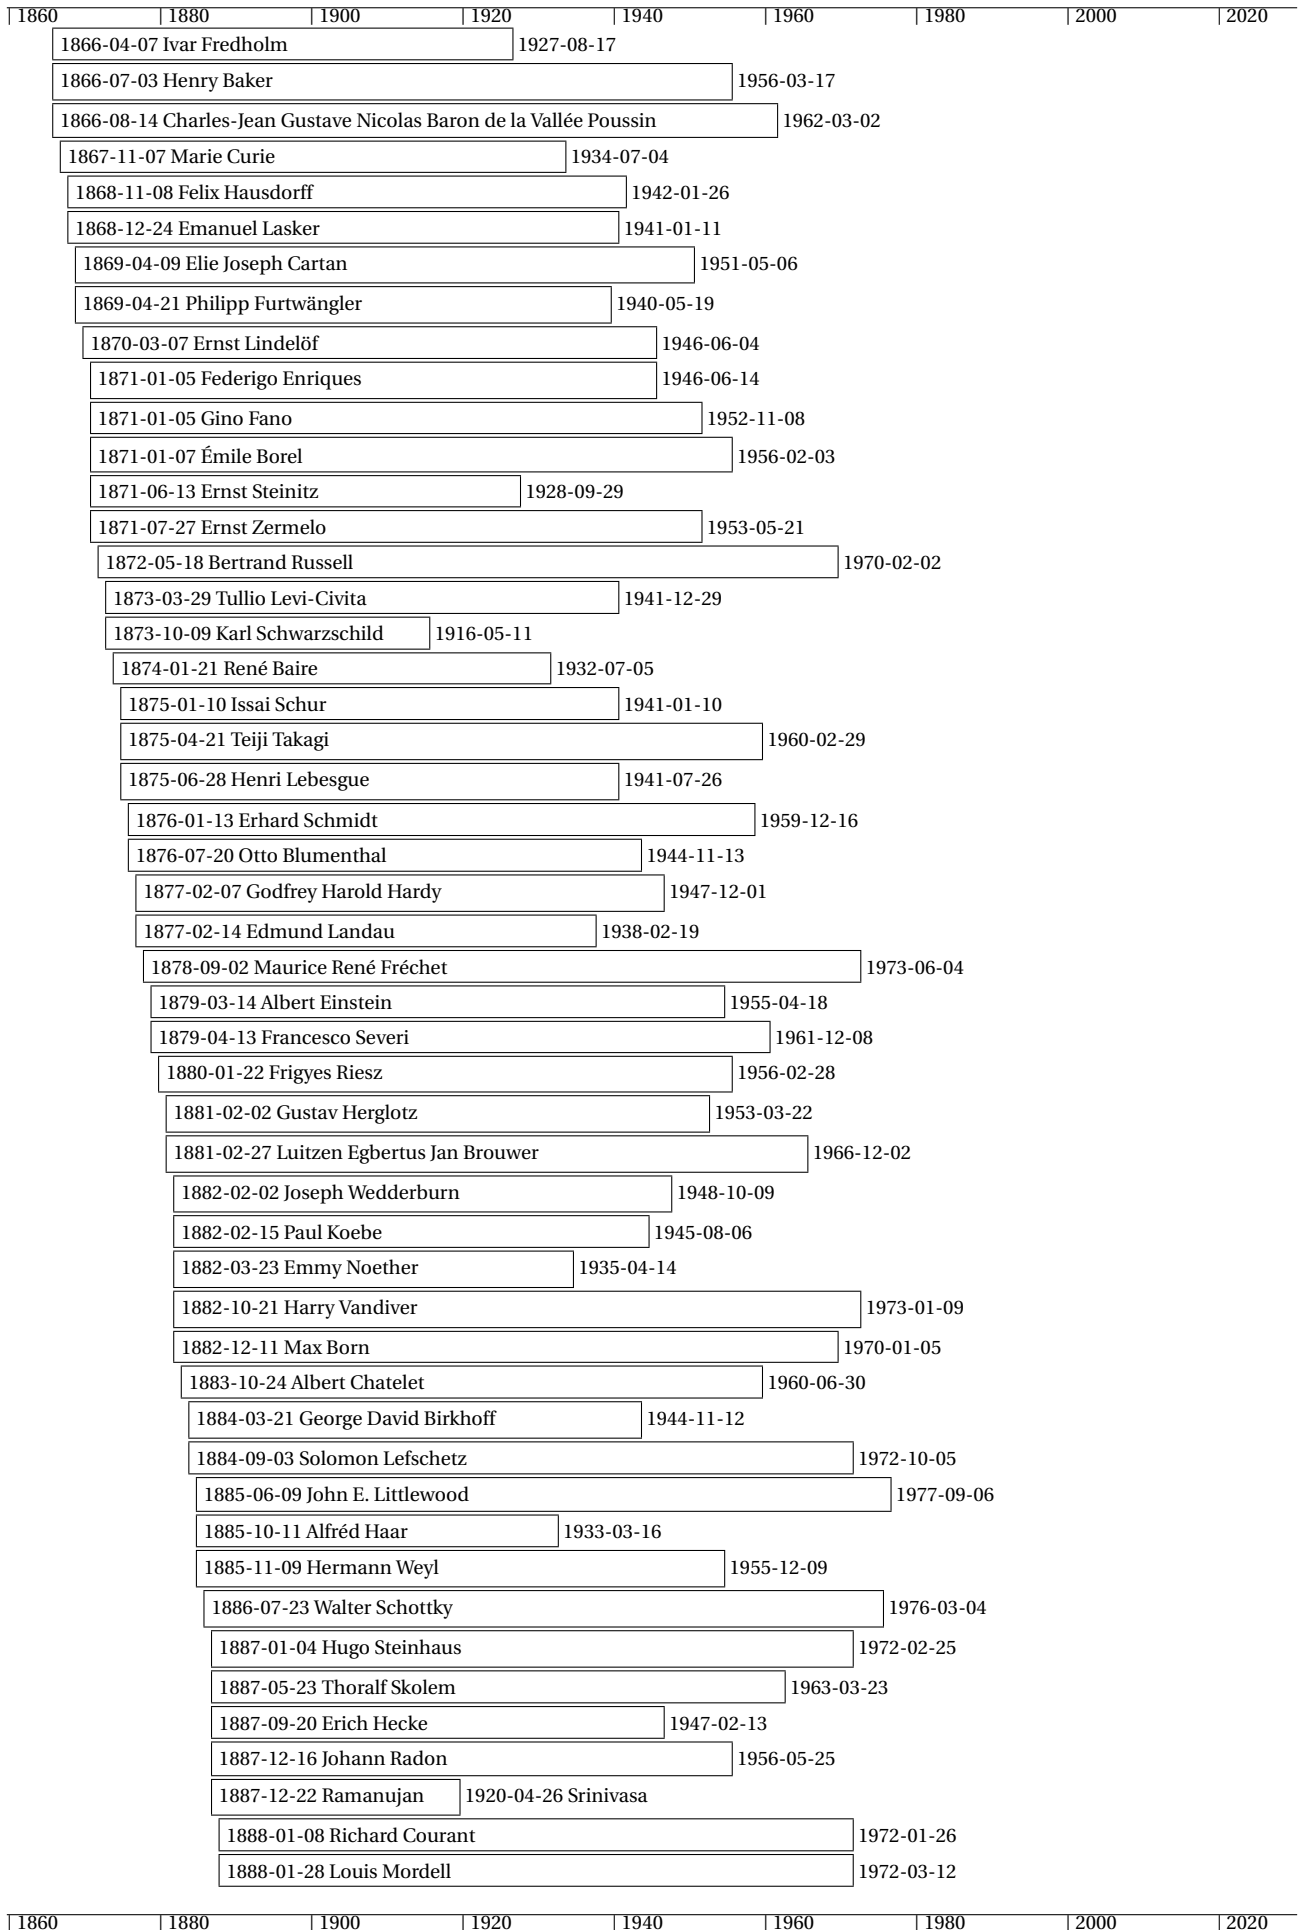 1860 1880 1900 1920 1940 1960 1980 2000 2020
1866-04-07 Ivar Fredholm 1927-08-17
1866-07-03 Henry Baker 1956-03-17
1866-08-14 Charles-Jean Gustave Nicolas Baron de la Vallée Poussin 1962-03-02
1867-11-07 Marie Curie 1934-07-04
1868-11-08 Felix Hausdorff 1942-01-26
1868-12-24 Emanuel Lasker 1941-01-11
1869-04-09 Elie Joseph Cartan 1951-05-06
1869-04-21 Philipp Furtwängler 1940-05-19
1870-03-07 Ernst Lindelöf 1946-06-04
1871-01-05 Federigo Enriques 1946-06-14
1871-01-05 Gino Fano 1952-11-08
1871-01-07 Émile Borel 1956-02-03
1871-06-13 Ernst Steinitz 1928-09-29
1871-07-27 Ernst Zermelo 1953-05-21
1872-05-18 Bertrand Russell 1970-02-02
1873-03-29 Tullio Levi-Civita 1941-12-29
1873-10-09 Karl Schwarzschild 1916-05-11
1874-01-21 René Baire 1932-07-05
1875-01-10 Issai Schur 1941-01-10
1875-04-21 Teiji Takagi 1960-02-29
1875-06-28 Henri Lebesgue 1941-07-26
1876-01-13 Erhard Schmidt 1959-12-16
1876-07-20 Otto Blumenthal 1944-11-13
1877-02-07 Godfrey Harold Hardy 1947-12-01
1877-02-14 Edmund Landau 1938-02-19
1878-09-02 Maurice René Fréchet 1973-06-04
1879-03-14 Albert Einstein 1955-04-18
1879-04-13 Francesco Severi 1961-12-08
1880-01-22 Frigyes Riesz 1956-02-28
1881-02-02 Gustav Herglotz 1953-03-22
1881-02-27 Luitzen Egbertus Jan Brouwer 1966-12-02
1882-02-02 Joseph Wedderburn 1948-10-09
1882-02-15 Paul Koebe 1945-08-06
1882-03-23 Emmy Noether 1935-04-14
1882-10-21 Harry Vandiver 1973-01-09
1882-12-11 Max Born 1970-01-05
1883-10-24 Albert Chatelet 1960-06-30
1884-03-21 George David Birkhoff 1944-11-12
1884-09-03 Solomon Lefschetz 1972-10-05
1885-06-09 John E. Littlewood 1977-09-06
1885-10-11 Alfréd Haar 1933-03-16
1885-11-09 Hermann Weyl 1955-12-09
1886-07-23 Walter Schottky 1976-03-04
1887-01-04 Hugo Steinhaus 1972-02-25
1887-05-23 Thoralf Skolem 1963-03-23
1887-09-20 Erich Hecke 1947-02-13
1887-12-16 Johann Radon 1956-05-25
1887-12-22 Ramanujan 1920-04-26 Srinivasa
1888-01-08 Richard Courant 1972-01-26
1888-01-28 Louis Mordell 1972-03-12
1860 1880 1900 1920 1940 1960 1980 2000 2020